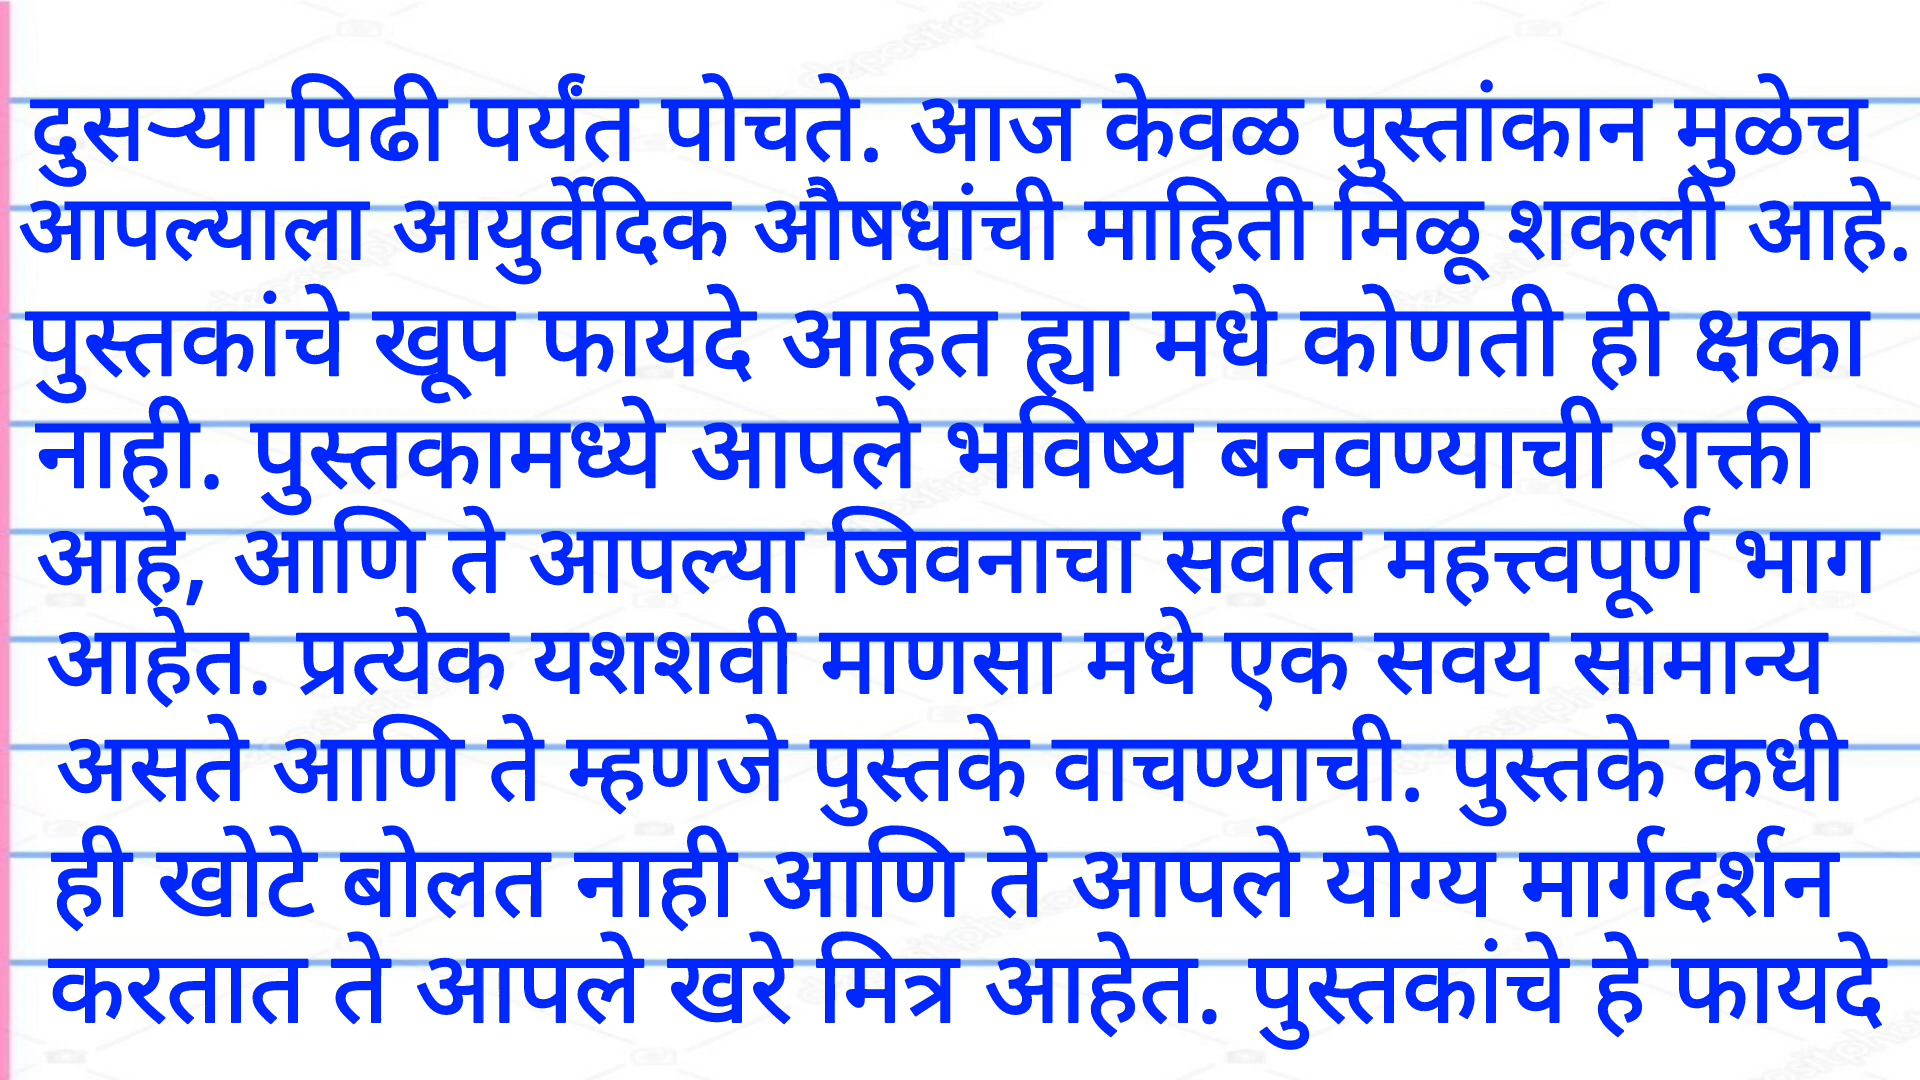 दुसऱ्या पिढी पर्यंत पोचते. आज केवळ पुस्तांकान मुळेच
आपल्याला आयुर्वेदिक औषधांची माहिती मिळू शकली आहे.
पुस्तकांचे खूप फायदे आहेत ह्या मधे कोणती ही क्षका
नाही. पुस्तकामध्ये आपले भविष्य बनवण्याची शक्ती
आहे, आणि ते आपल्या जिवनाचा सर्वात महत्त्वपूर्ण भाग
आहेत. प्रत्येक यशशवी माणसा मधे एक सवय सामान्य
असते आणि ते म्हणजे पुस्तके वाचण्याची. पुस्तके कधी
ही खोटे बोलत नाही आणि ते आपले योग्य मार्गदर्शन
करतात ते आपले खरे मित्र आहेत. पुस्तकांचे हे फायदे